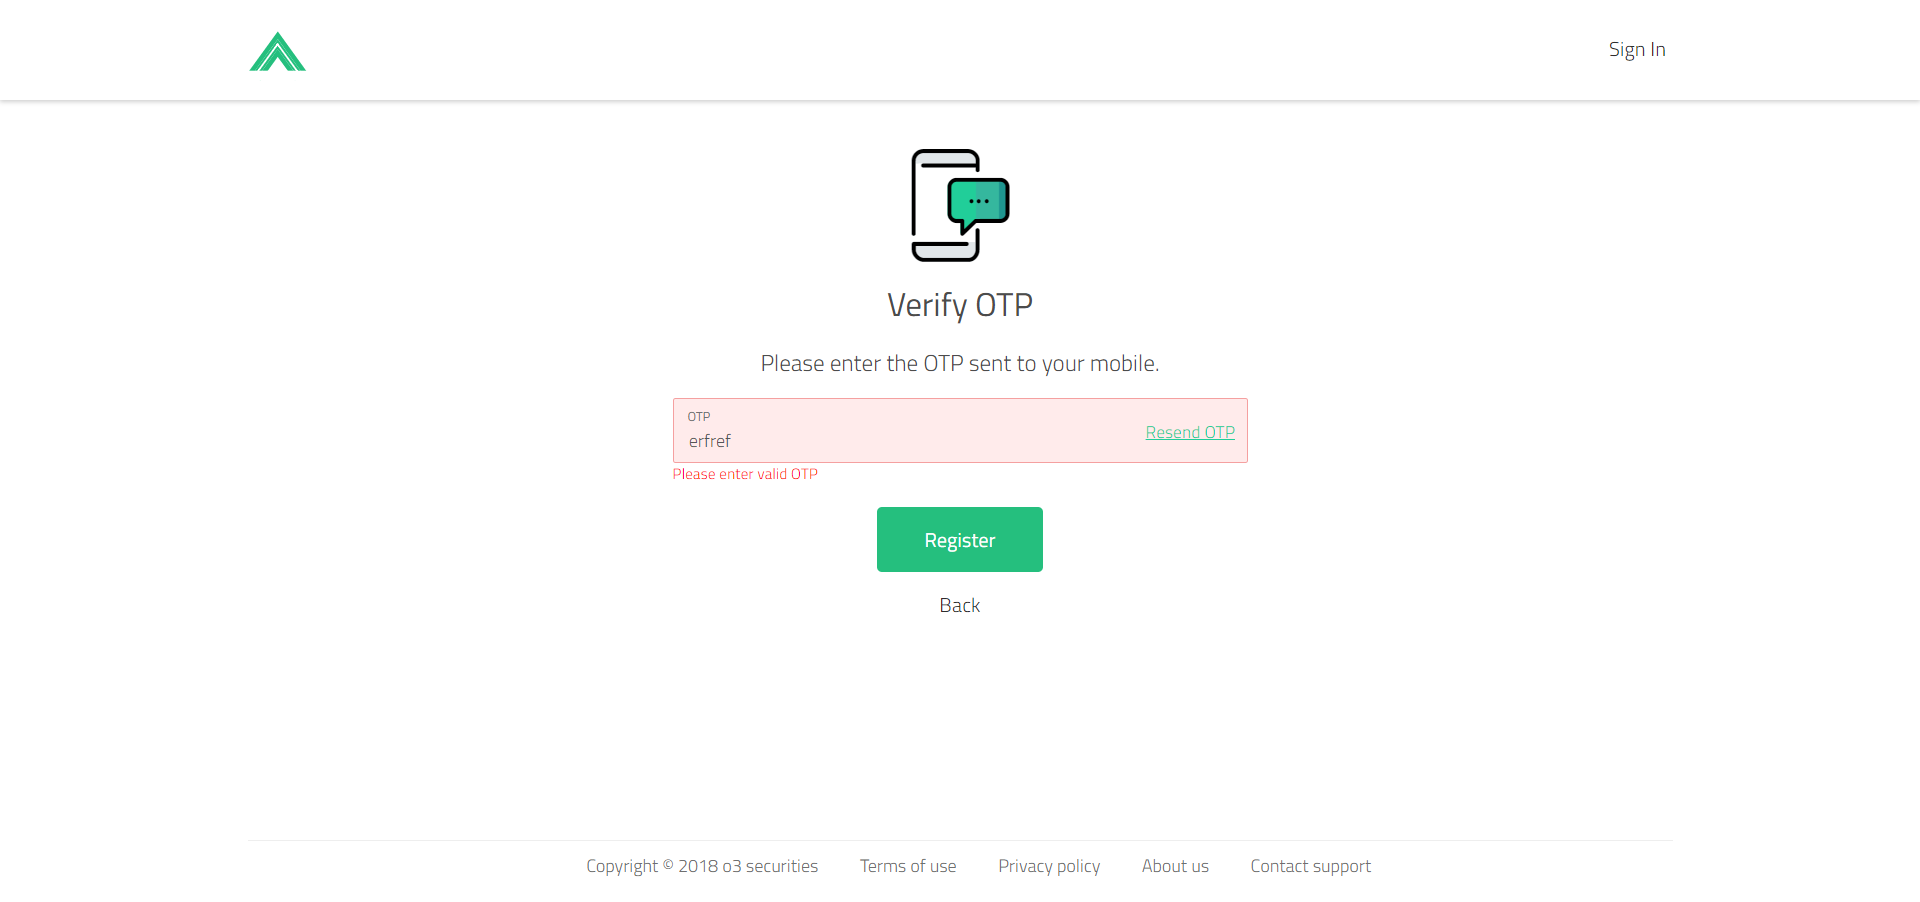 Sign In
Verify OTP
Please enter the OTP sent to your mobile.
OTP
erfref
Resend OTP
Please enter valid OTP
Register
Back
Copyright © 2018 o3 securities Terms of use Privacy policy About us Contact support